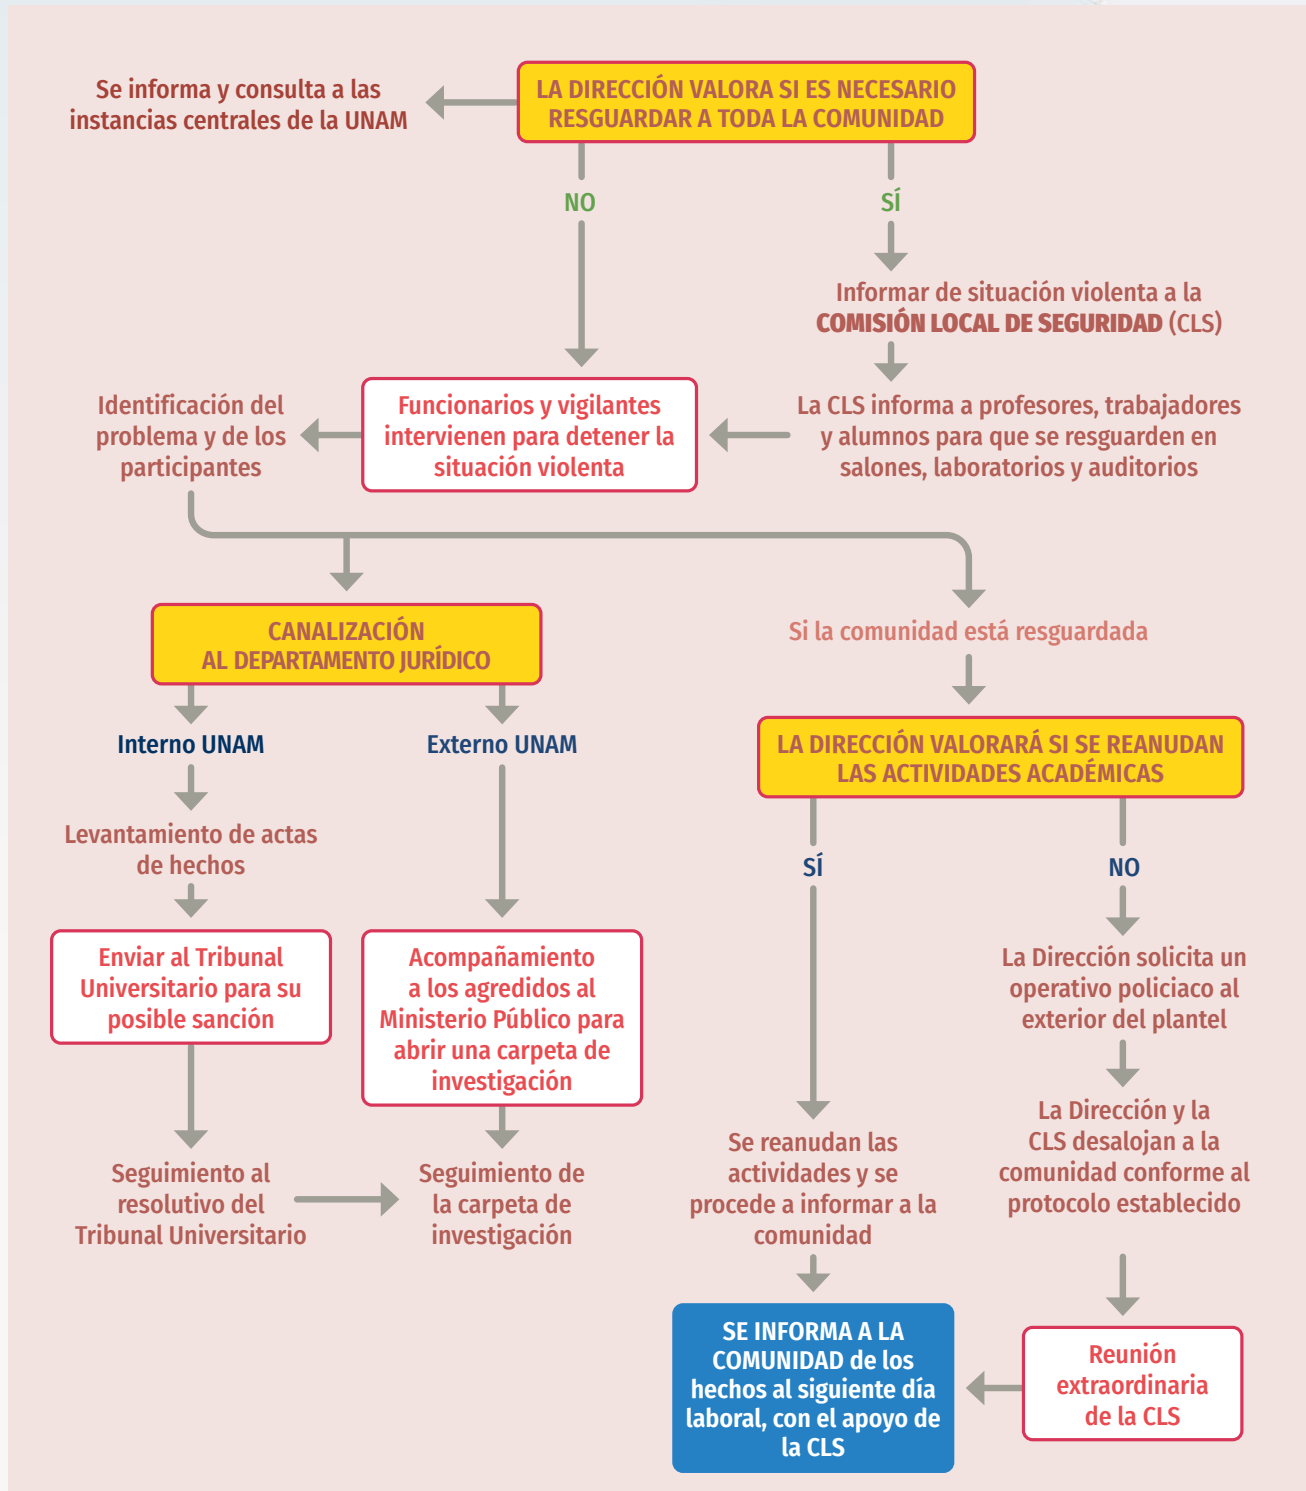 Se informa y consulta a las
instancias centrales de la UNAM
LA DIRECCIÓN VALORA SI ES NECESARIO
RESGUARDAR A TODA LA COMUNIDAD
NO
SÍ
Informar de situación violenta a la
COMISIÓN LOCAL DE SEGURIDAD (CLS)
Identificación del
problema y de los
participantes
Funcionarios y vigilantes
intervienen para detener la
situación violenta
La CLS informa a profesores, trabajadores
y alumnos para que se resguarden en
salones, laboratorios y auditorios
CANALIZACIÓN
AL DEPARTAMENTO JURÍDICO
Si la comunidad está resguardada
Interno UNAM
Externo UNAM
LA DIRECCIÓN VALORARÁ SI SE REANUDAN
LAS ACTIVIDADES ACADÉMICAS
Levantamiento de actas
de hechos
SÍ
NO
Enviar al Tribunal
Universitario para su
posible sanción
Acompañamiento
a los agredidos al
Ministerio Público para
abrir una carpeta de
investigación
La Dirección solicita un
operativo policiaco al
exterior del plantel
Seguimiento al
resolutivo del
Tribunal Universitario
Seguimiento de
la carpeta de
investigación
Se reanudan las
actividades y se
procede a informar a la
comunidad
La Dirección y la
CLS desalojan a la
comunidad conforme al
protocolo establecido
SE INFORMA A LA
COMUNIDAD de los
hechos al siguiente día
laboral, con el apoyo de
la CLS
Reunión
extraordinaria
de la CLS